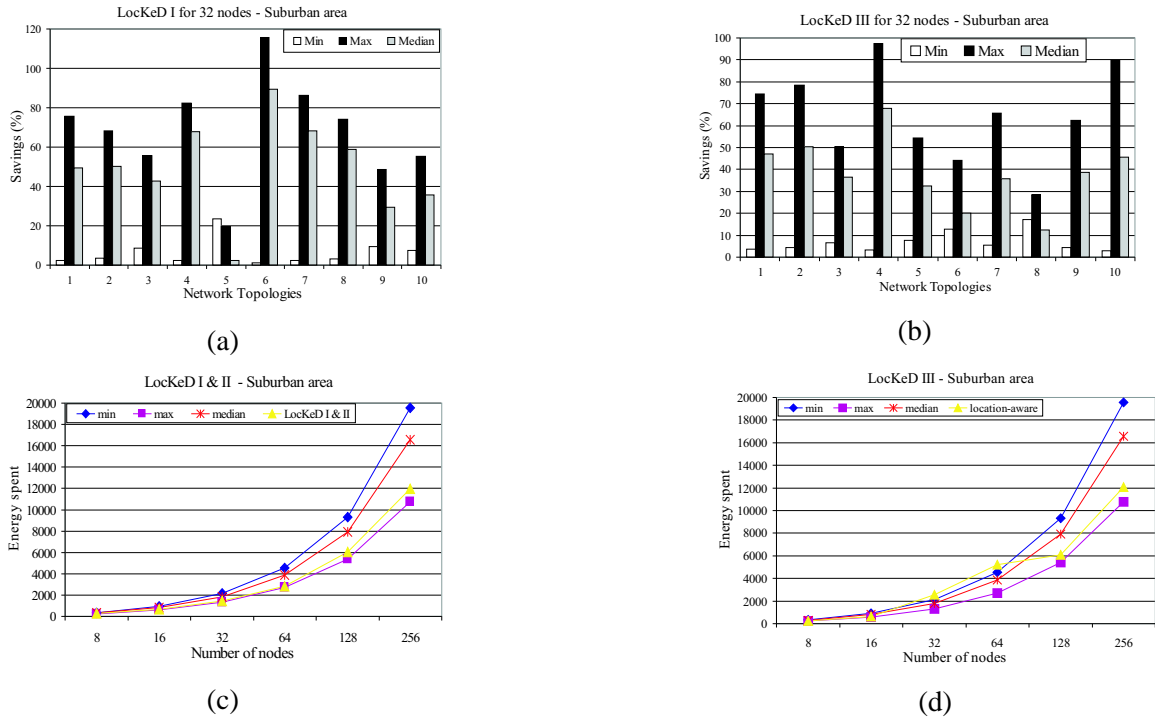 LocKeD I for 32 nodes - Suburban area
Min Max Median
Savings (%)
120
100
80
60
40
20
0
1 2 3 4 5 6 7 8 9 10
Network Topologies
(a)
LocKeD III for 32 nodes - Suburban area
Min Max Median
Savings (%)
100
90
80
70
60
50
40
30
20
10
0
1 2 3 4 5 6 7 8 9 10
Network Topologies
(b)
LocKeD I & II - Suburban area
min max median LocKeD I & II
Energy spent
20000
18000
16000
14000
12000
10000
8000
6000
4000
2000
0
8 16 32 64 128 256
Number of nodes
(c)
LocKeD III - Suburban area
min max median location-aware
Energy spent
20000
18000
16000
14000
12000
10000
8000
6000
4000
2000
0
8 16 32 64 128 256
Number of nodes
(d)